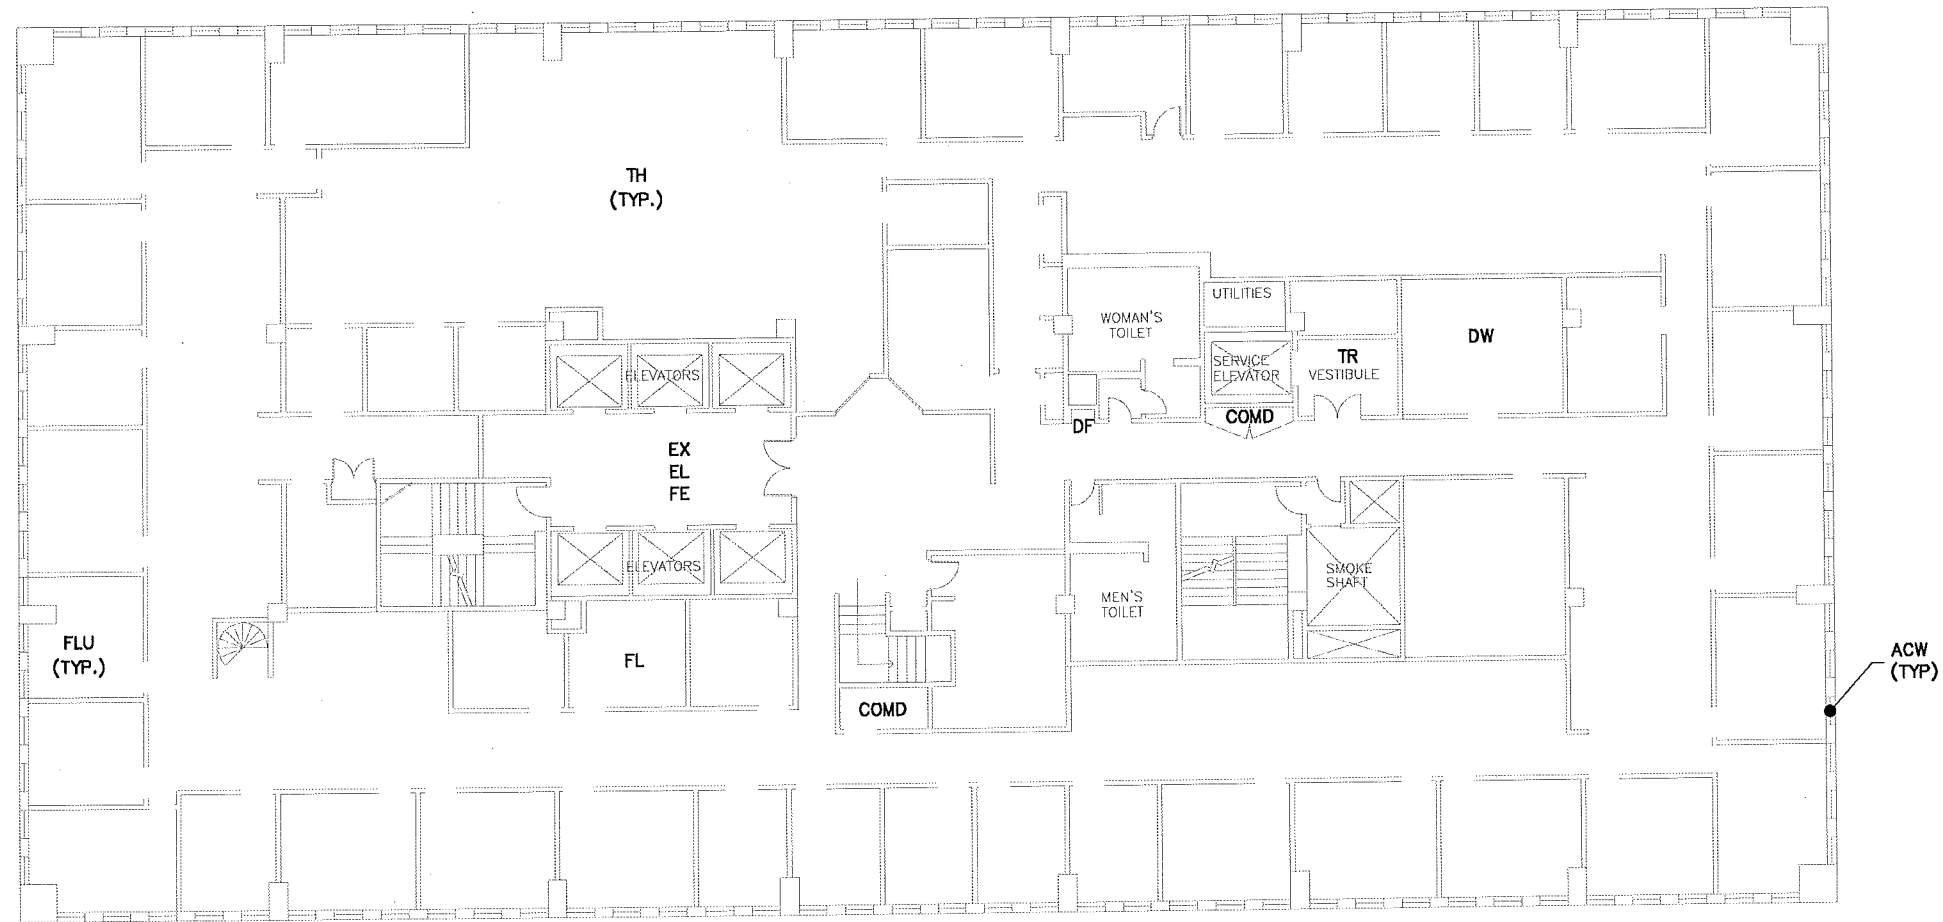 TH
(TYP.)
UTILITIES
WOMAN'S
TOILET
DW
SERVICE
ELEVATOR
TR
VESTIBULE
ELEVATORS
COMD
DF
EX
EL
FE
ELEVATORS
SMOKE
SHAFT
MEN'S
TOILET
FLU
(TYP.)
FL
ACW
(TYP)
COMD